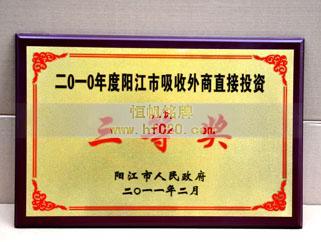 二〇一〇年度阳江市吸收外商直接投资
恒帆铭牌
www.hf020.com
三等奖
阳江市人民政府
二〇一一年二月